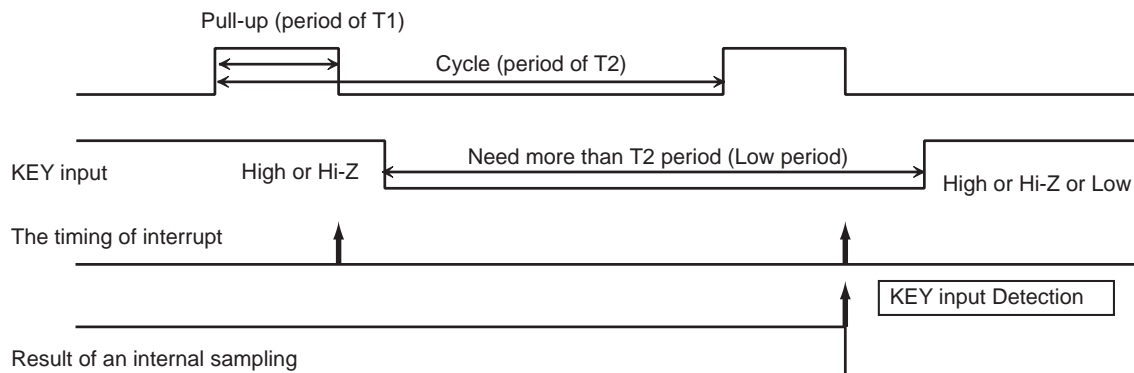 Pull-up (period of T1)
Cycle (period of T2)
KEY input
High or Hi-Z
Need more than T2 period (Low period)
High or Hi-Z or Low
The timing of interrupt
KEY input Detection
Result of an internal sampling